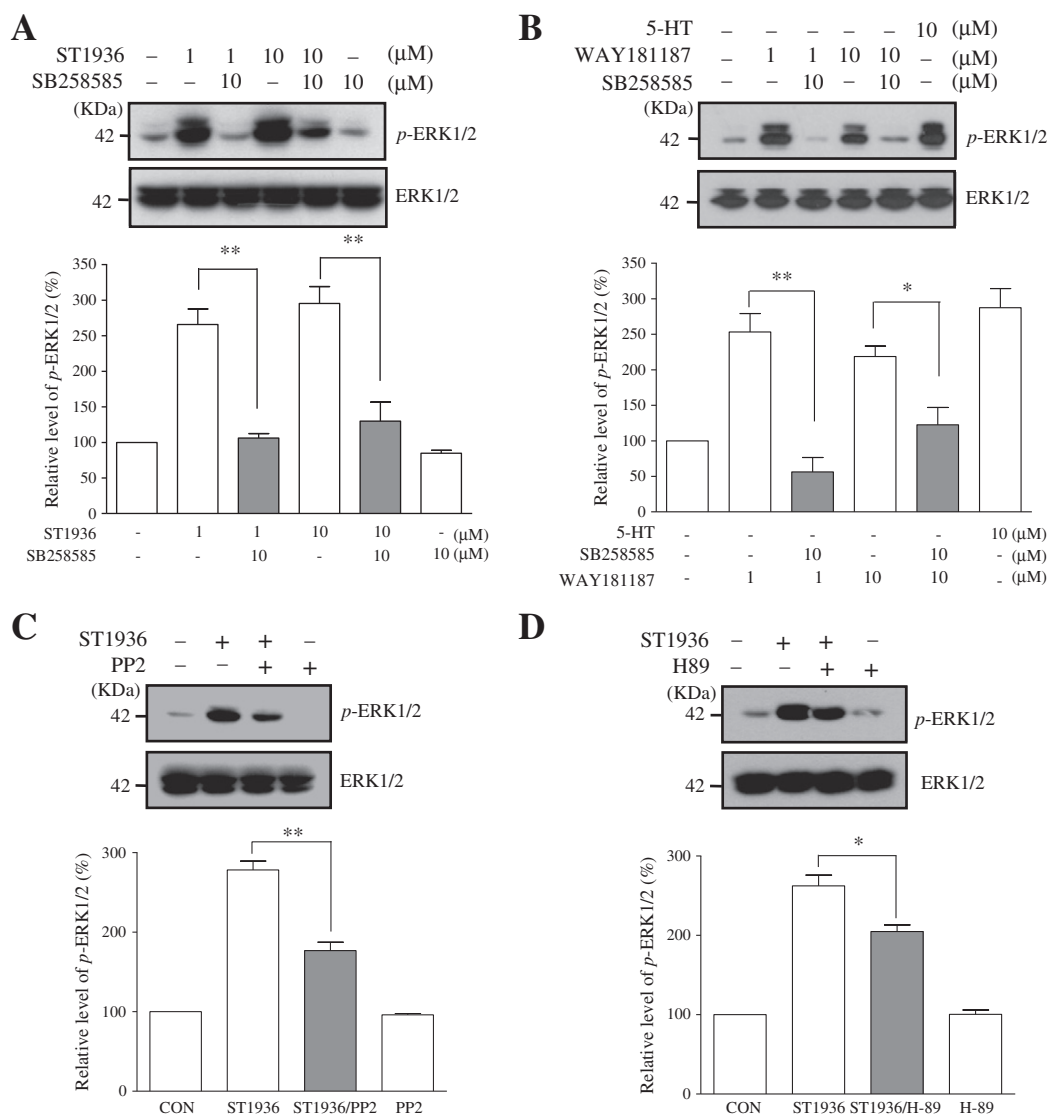 A
ST1936 – 1 1 10 10 – (μM)
SB258585 – – 10 – 10 10 (μM)
(KDa)
42 p-ERK1/2
42 ERK1/2
Relative level of p-ERK1/2 (%)
350
300
250
200
150
100
50
0
** **
ST1936 - 1 1 10 10 - (μM)
SB258585 - - 10 - 10 10 (μM)
B
5-HT – – – – – 10 (μM)
WAY181187 – 1 1 10 10 – (μM)
SB258585 – – 10 – 10 – (μM)
(KDa)
42 p-ERK1/2
42 ERK1/2
Relative level of p-ERK1/2 (%)
350
300
250
200
150
100
50
0
** *
5-HT - - - - - 10 (μM)
SB258585 - - 10 - 10 - (μM)
WAY181187 - 1 1 10 10 - (μM)
C
ST1936 – + + –
PP2 – – + +
(KDa)
42 p-ERK1/2
42 ERK1/2
Relative level of p-ERK1/2 (%)
300
200
100
0
**
CON ST1936 ST1936/PP2 PP2
D
ST1936 – + + –
H89 – – + +
(KDa)
42 p-ERK1/2
42 ERK1/2
Relative level of p-ERK1/2 (%)
300
200
100
0
*
CON ST1936 ST1936/H-89 H-89